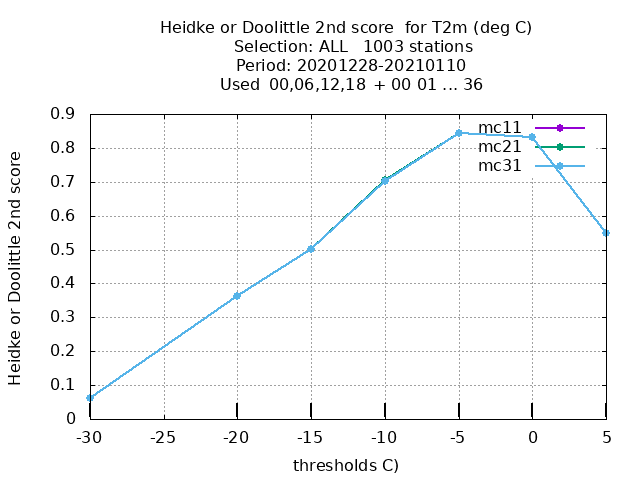 Heidke or Doolittle 2nd score  for T2m (deg C)
Selection: ALL   1003 stations
Period: 20201228-20210110
Used  00,06,12,18  + 00 01 ... 36
Heidke or Doolittle 2nd score
0.9
0.8
0.7
0.6
0.5
0.4
0.3
0.2
0.1
0
mc11
mc21
mc31
-30 -25 -20 -15 -10 -5 0 5
thresholds C)